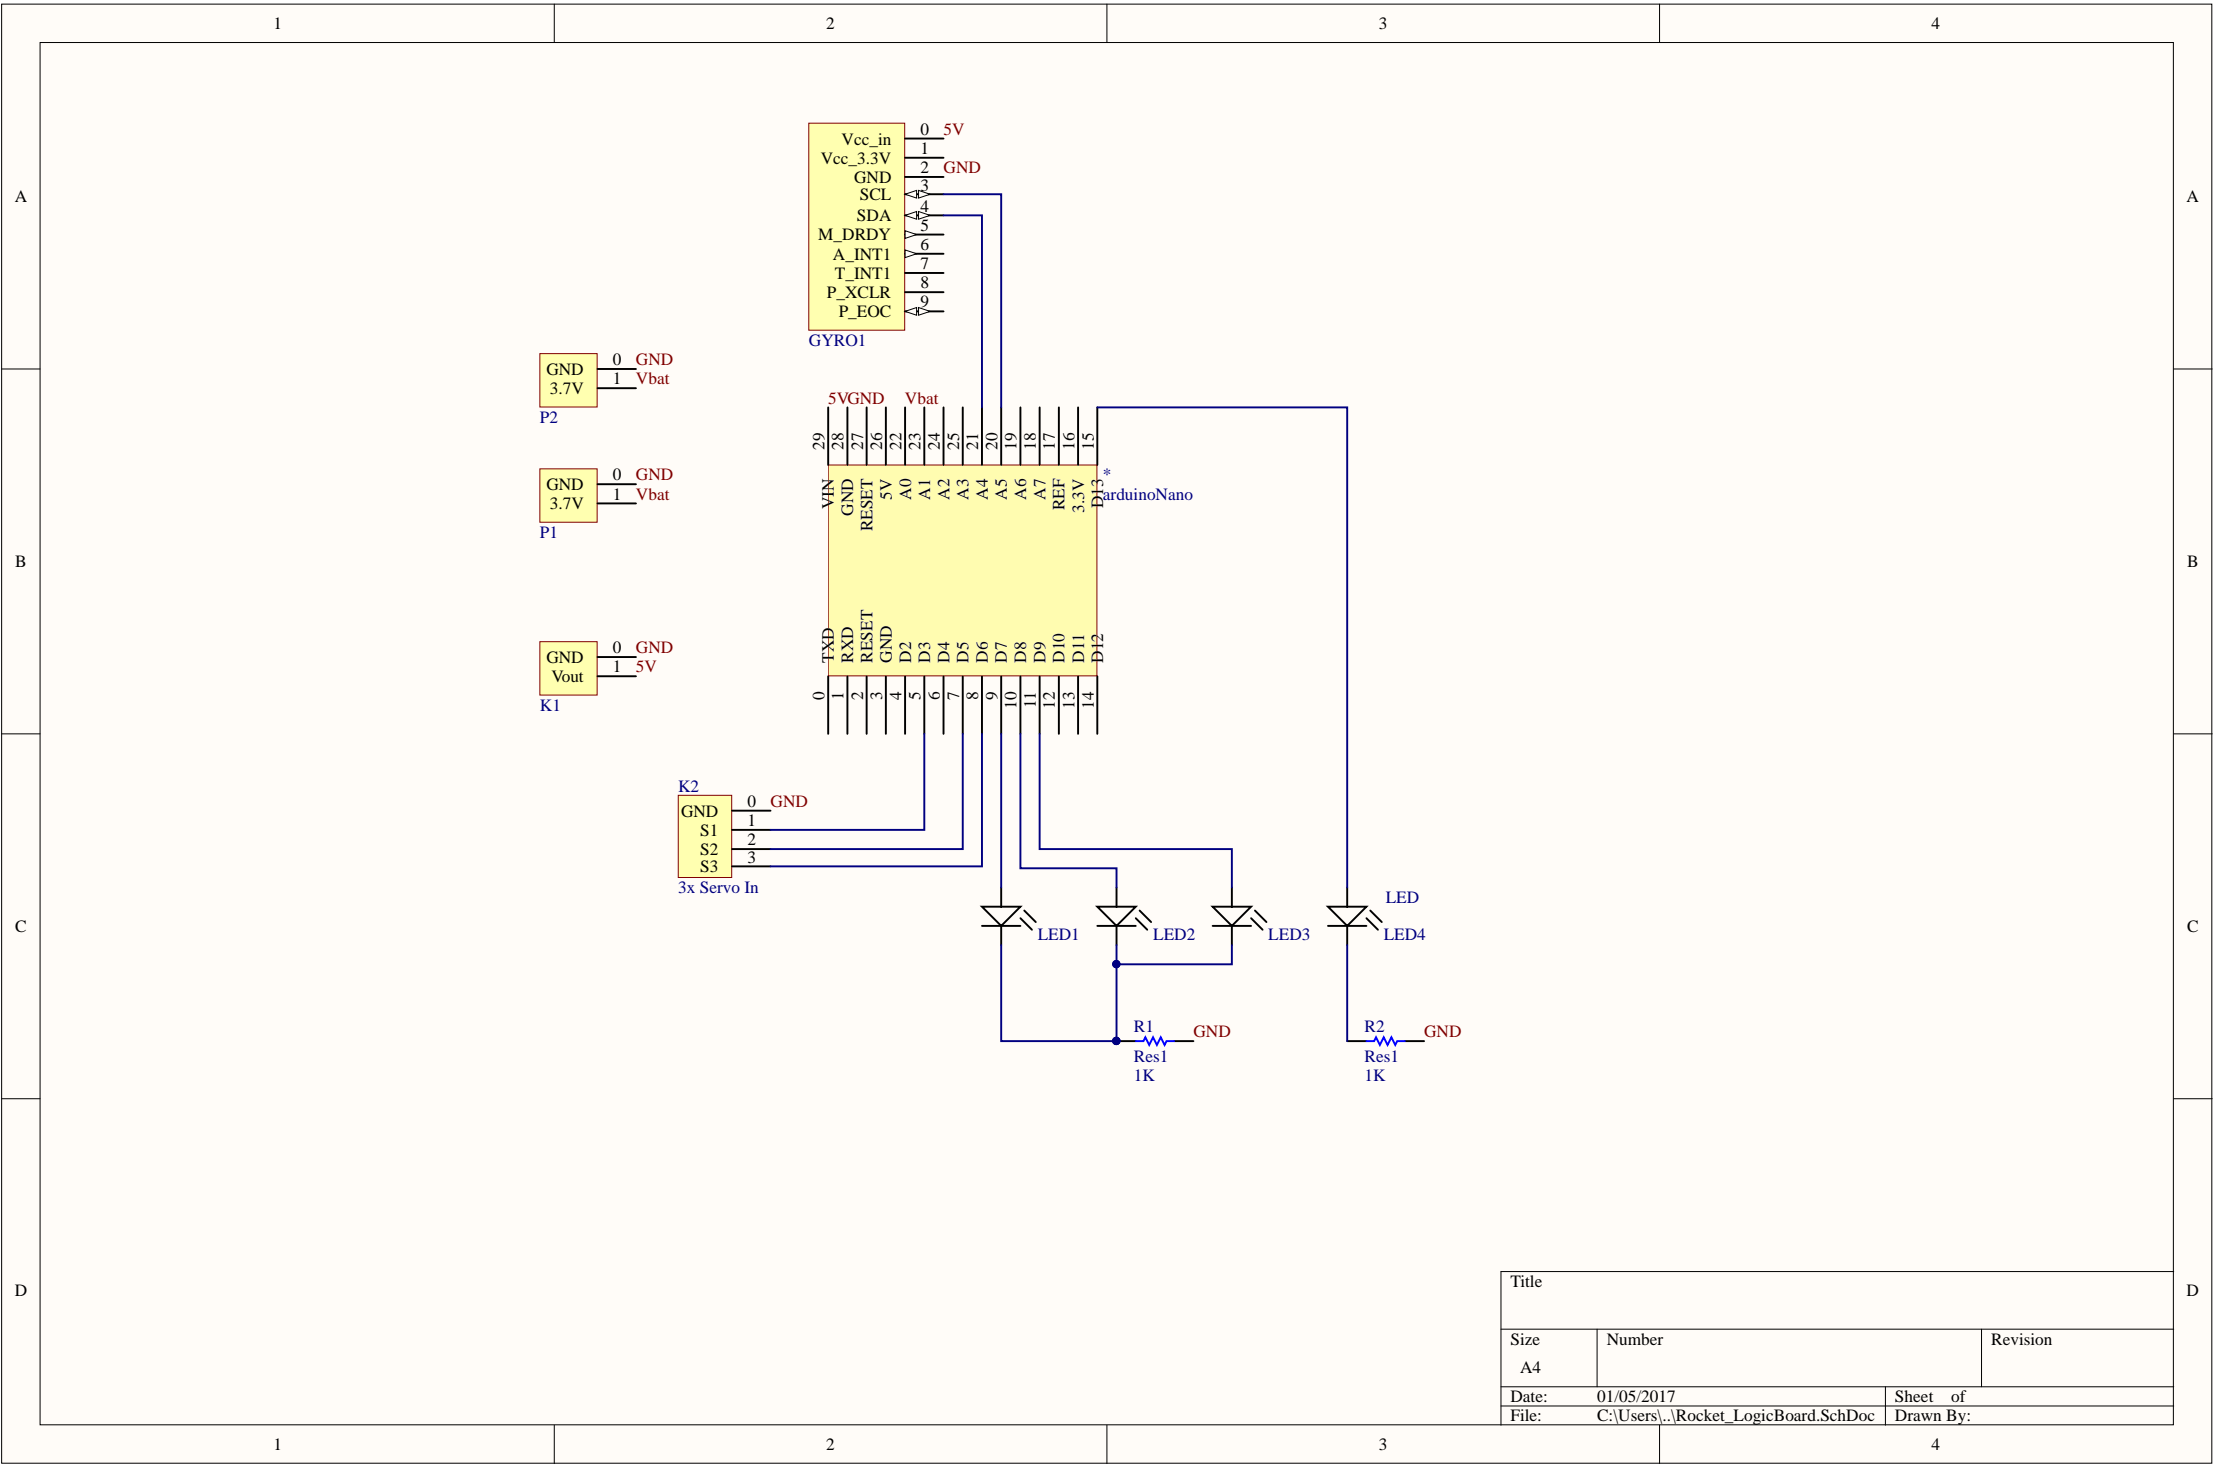 1 2 3 4
A A
B B
C C
D D
Vcc_in 0 5V
Vcc_3.3V 1
GND 2 GND
SCL 3
SDA 4
M_DRDY 5
A_INT1 6
T_INT1 7
P_XCLR 8
P_EOC 9
GYRO1
GND 0 GND
3.7V 1 Vbat
P2
GND 0 GND
3.7V 1 Vbat
P1
GND 0 GND
Vout 1 5V
K1
5V GND Vbat
29 28 27 26 22 23 24 25 21 20 19 18 17 16 15
VIN GND RESET 5V A0 A1 A2 A3 A4 A5 A6 A7 REF 3.3V D13
*
arduinoNano
TXD RXD RESET GND D2 D3 D4 D5 D6 D7 D8 D9 D10 D11 D12
0 1 2 3 4 5 6 7 8 9 10 11 12 13 14
K2
GND 0 GND
S1 1
S2 2
S3 3
3x Servo In
LED
LED1 LED2 LED3 LED4
R1 GND
Res1
1K
R2 GND
Res1
1K
Title
Size Number Revision
A4
Date: 01/05/2017 Sheet of
File: C:\Users\..\Rocket_LogicBoard.SchDoc Drawn By:
1 2 3 4